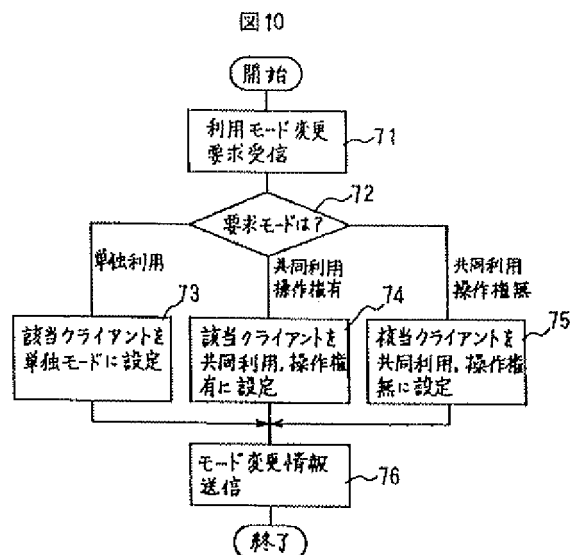 図10
開始
利用モード変更
要求受信
71
72
要求モードは?
単独利用
共同利用
操作権有
共同利用
操作権無
73
該当クライアントを
単独モードに設定
74
該当クライアントを
共同利用,操作権
有に設定
75
該当クライアントを
共同利用,操作権
無に設定
モード変更情報
送信
76
終了